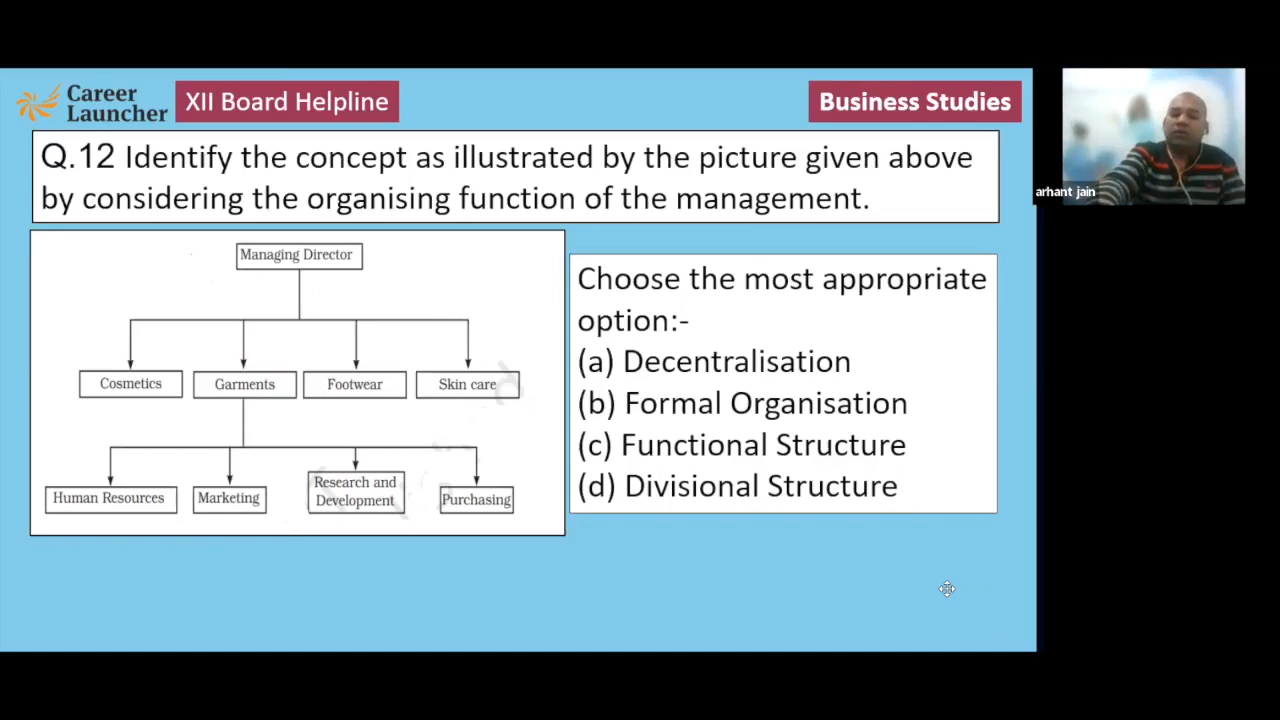 Career
Launcher
XII Board Helpline
Business Studies
Q.12 Identify the concept as illustrated by the picture given above
by considering the organising function of the management.
arhant jain
Managing Director
Cosmetics
Garments
Footwear
Skin care
Human Resources
Marketing
Research and
Development
Purchasing
Choose the most appropriate
option:-
(a) Decentralisation
(b) Formal Organisation
(c) Functional Structure
(d) Divisional Structure